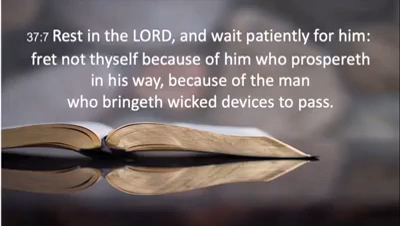 37:7 Rest in the LORD, and wait patiently for him:
fret not thyself because of him who prospereth
in his way, because of the man
who bringeth wicked devices to pass.